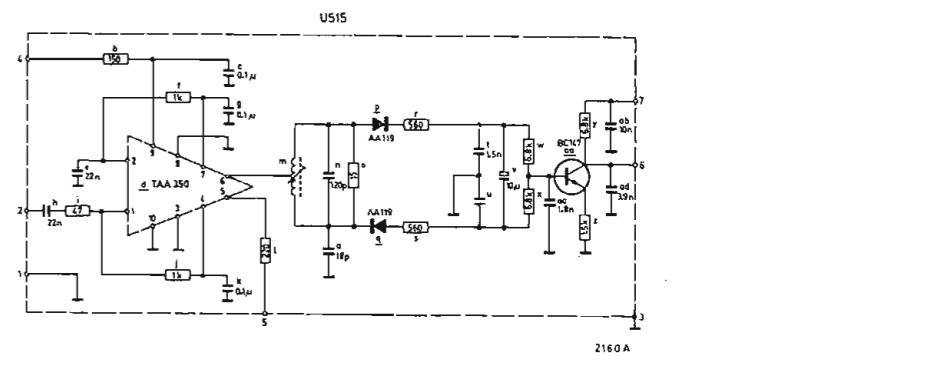 U515
4
b
150
c
0.1µ
f
1k
g
0.1µ
7
p
AA119
r
560
6.8k
y
ab
10n
t
1.5n
w
6.8k
BC147
aa
6
2
9
8
7
e
22n
d TAA 350
6
5
m
n
120p
o
v
10µ
u
x
6.8k
ac
1.8n
ad
3.9n
2
h
22n
i
47
1
10
3
4
AA119
q
560
s
z
1.5k
l
220
a
18p
1
j
1k
k
0.1µ
5
3
2160 A